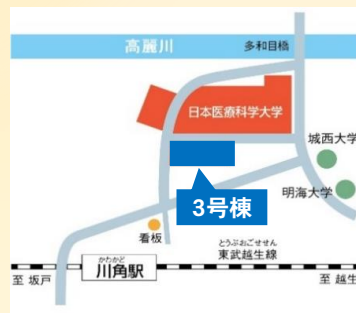 高麗川
多和目橋
日本医療科学大学
城西大学
3号棟
明海大学
看板
とうぶおごせせん
東武越生線
かわかど
川角駅
至 坂戸
至 越生